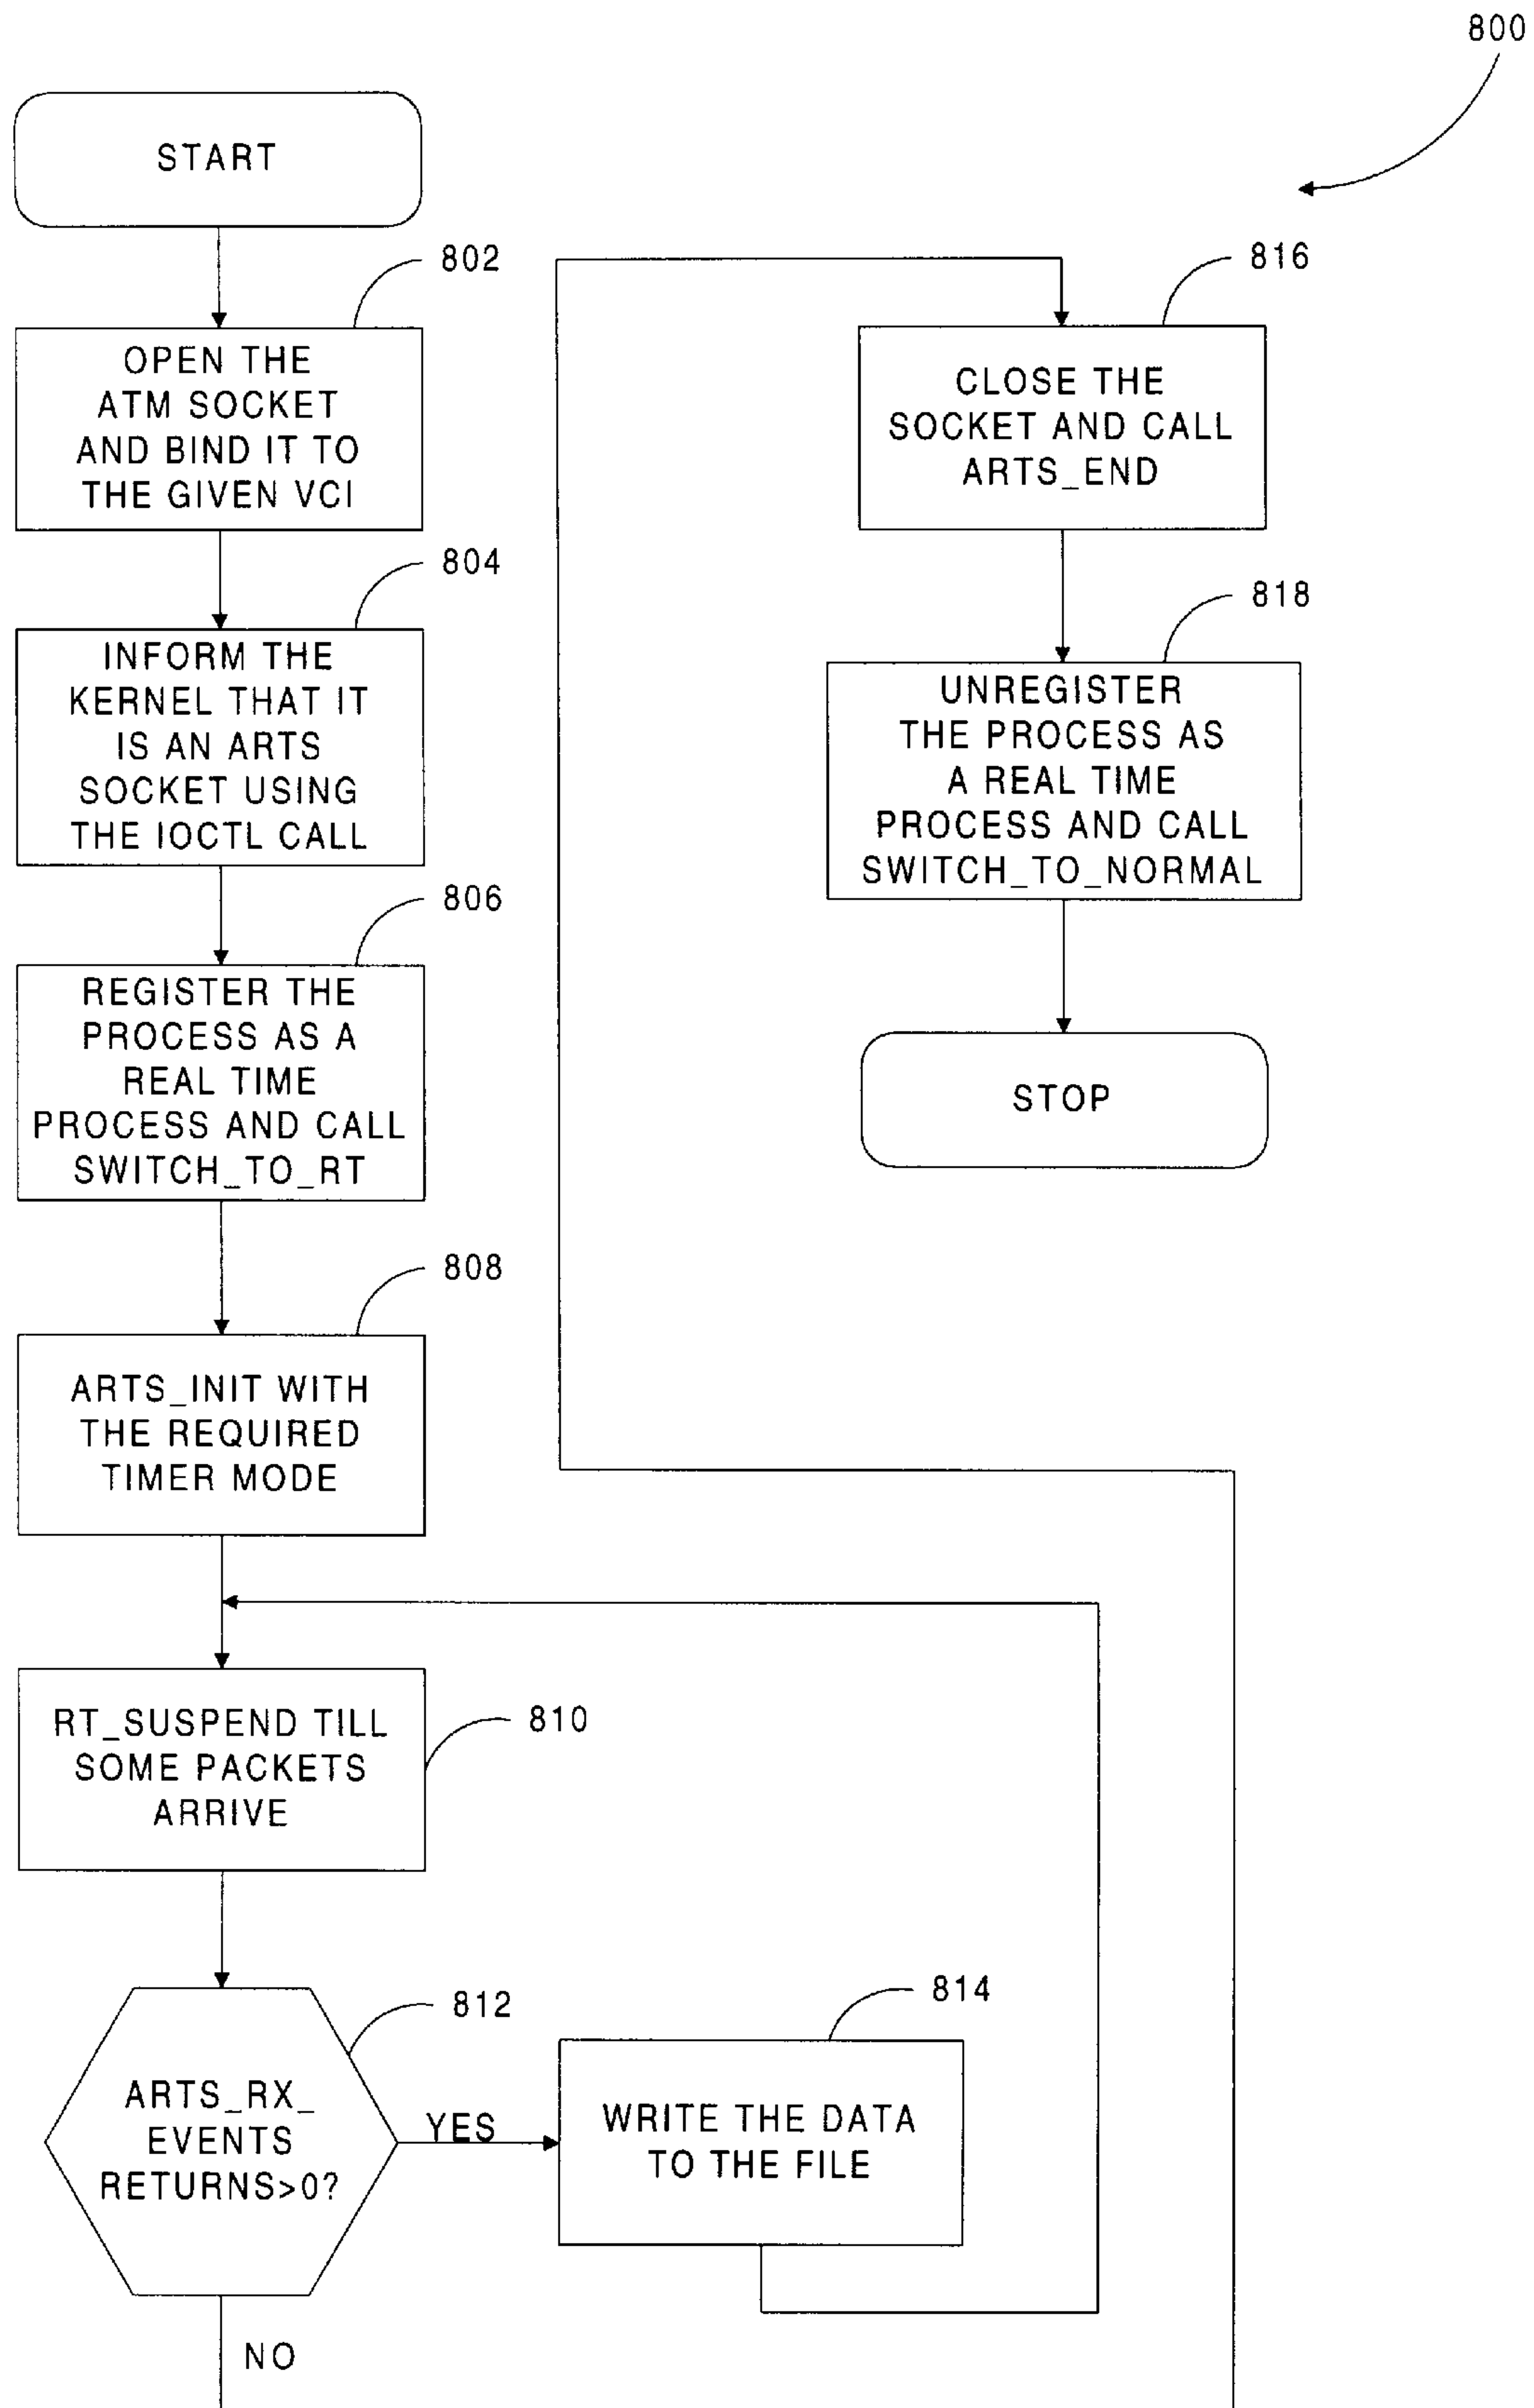 800
START
802
OPEN THE
ATM SOCKET
AND BIND IT TO
THE GIVEN VCI
804
INFORM THE
KERNEL THAT IT
IS AN ARTS
SOCKET USING
THE IOCTL CALL
806
REGISTER THE
PROCESS AS A
REAL TIME
PROCESS AND CALL
SWITCH_TO_RT
808
ARTS_INIT WITH
THE REQUIRED
TIMER MODE
810
RT_SUSPEND TILL
SOME PACKETS
ARRIVE
812
ARTS_RX_
EVENTS
RETURNS>0?
YES
NO
814
WRITE THE DATA
TO THE FILE
816
CLOSE THE
SOCKET AND CALL
ARTS_END
818
UNREGISTER
THE PROCESS AS
A REAL TIME
PROCESS AND CALL
SWITCH_TO_NORMAL
STOP